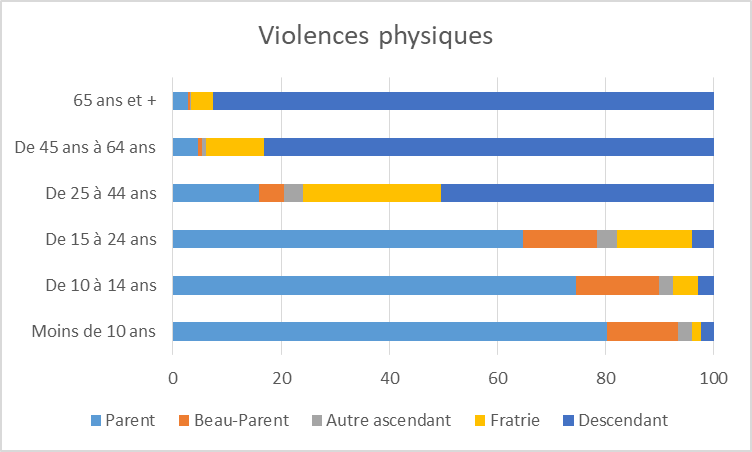 Violences physiques
65 ans et +
De 45 ans à 64 ans
De 25 à 44 ans
De 15 à 24 ans
De 10 à 14 ans
Moins de 10 ans
0 20 40 60 80 100
Parent Beau-Parent Autre ascendant Fratrie Descendant